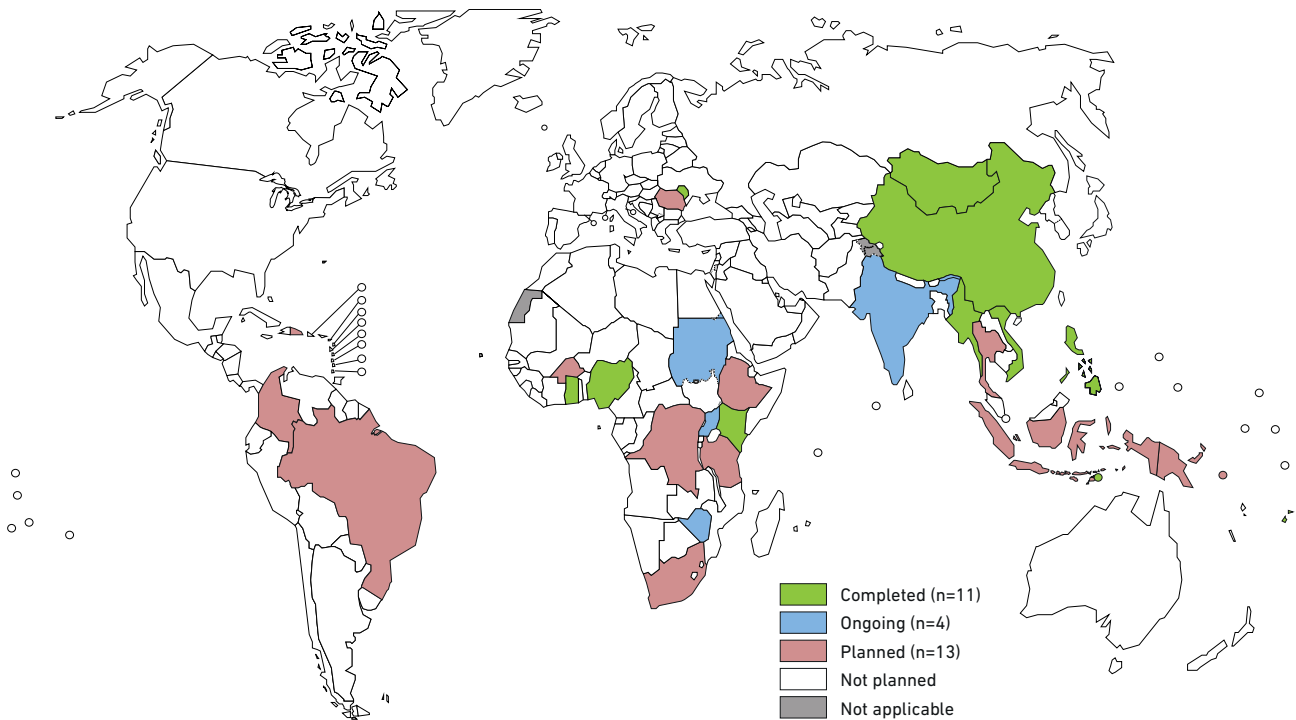 Completed (n=11)
Ongoing (n=4)
Planned (n=13)
Not planned
Not applicable